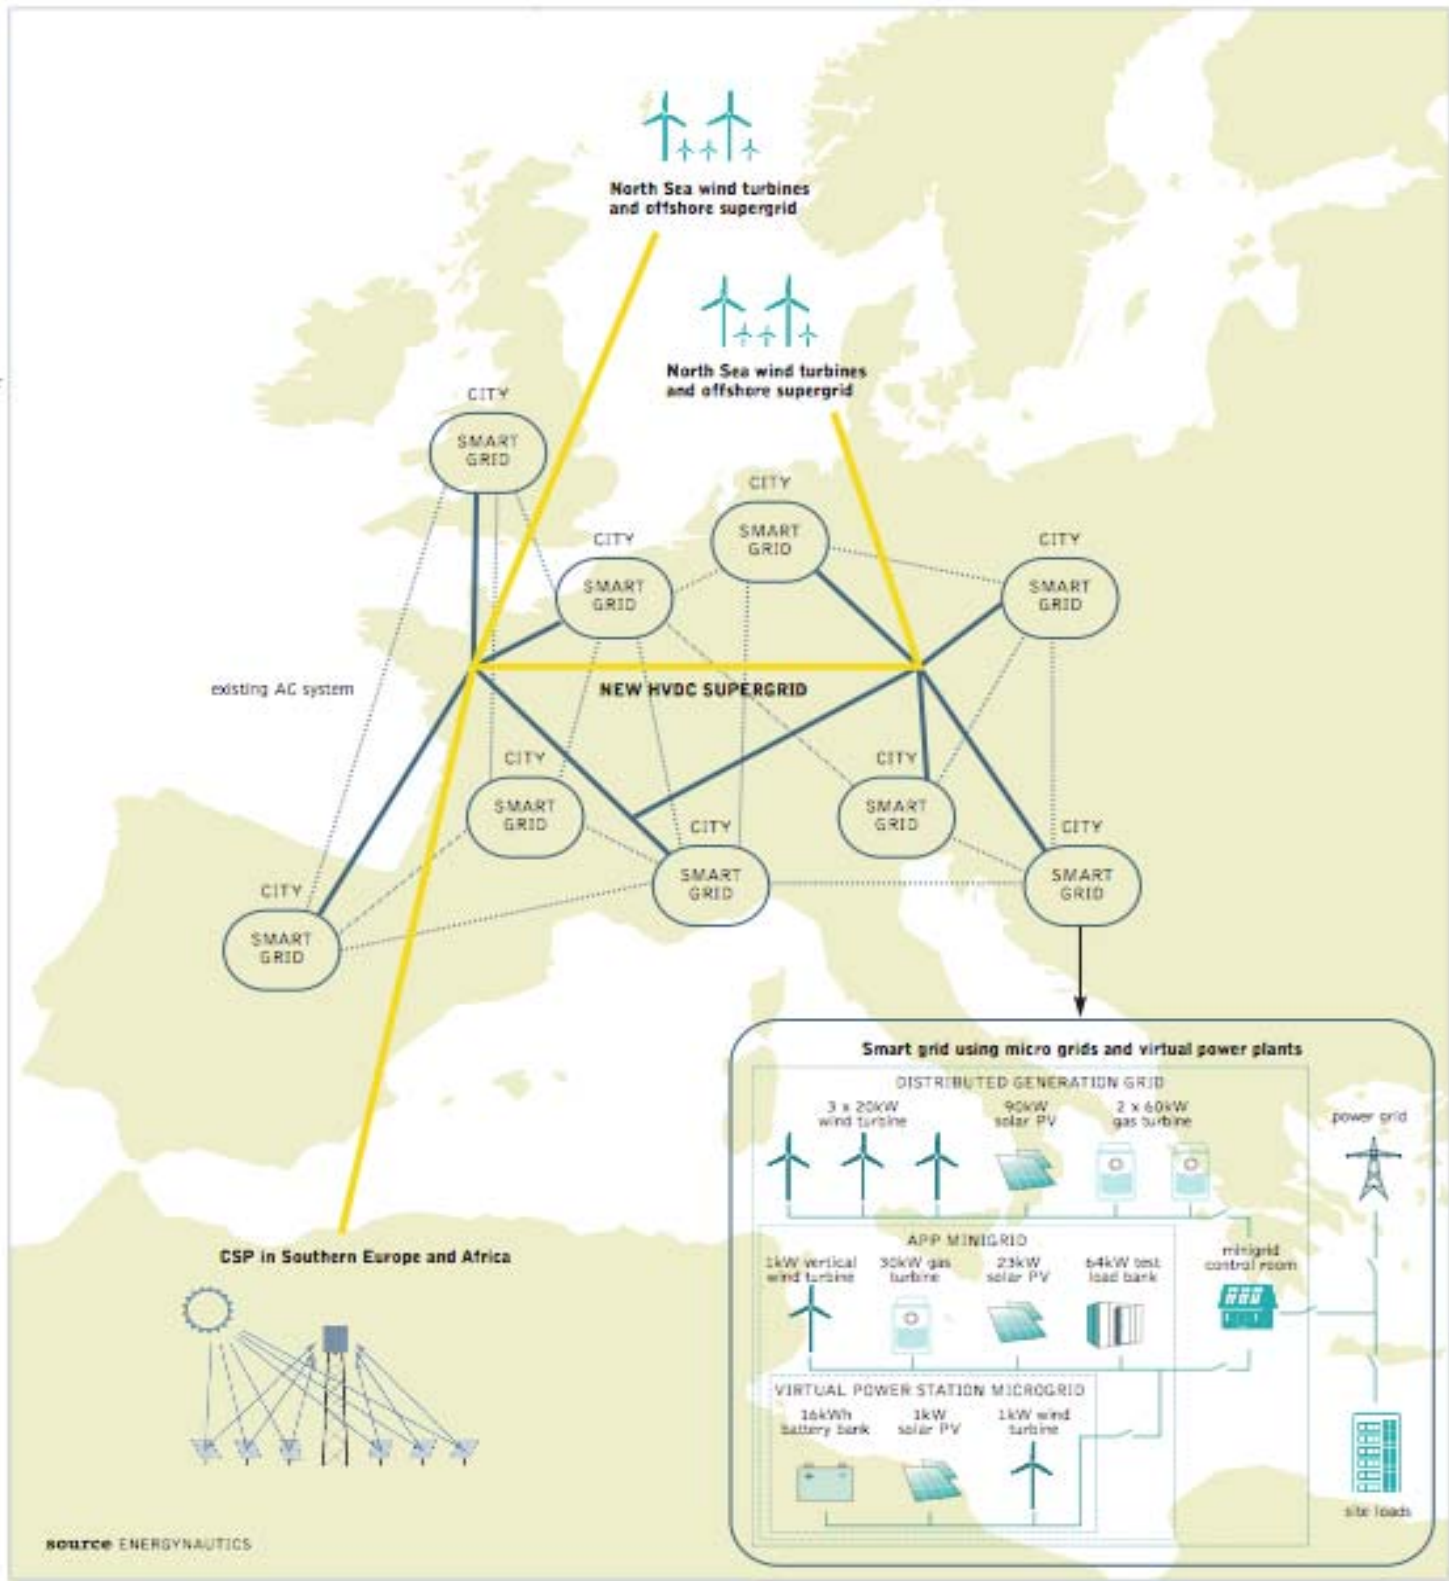 North Sea wind turbines
and offshore supergrid
North Sea wind turbines
and offshore supergrid
CITY
SMART
GRID
CITY
SMART
GRID
CITY
SMART
GRID
CITY
SMART
GRID
existing AC system
NEW HVDC SUPERGRID
CITY
SMART
GRID
CITY
SMART
GRID
CITY
SMART
GRID
CITY
SMART
GRID
CITY
SMART
GRID
CSP in Southern Europe and Africa
Smart grid using micro grids and virtual power plants
DISTRIBUTED GENERATION GRID
3 x 20kW
wind turbine
90kW
solar PV
2 x 60kW
gas turbine
power grid
APP MINIGRID
1kW vertical
wind turbine
30kW gas
turbine
23kW
solar PV
64kW test
load bank
minigrid
control room
VIRTUAL POWER STATION MICROGRID
16kWh
battery bank
1kW
solar PV
1kW wind
turbine
site loads
source ENERGYNAUTICS